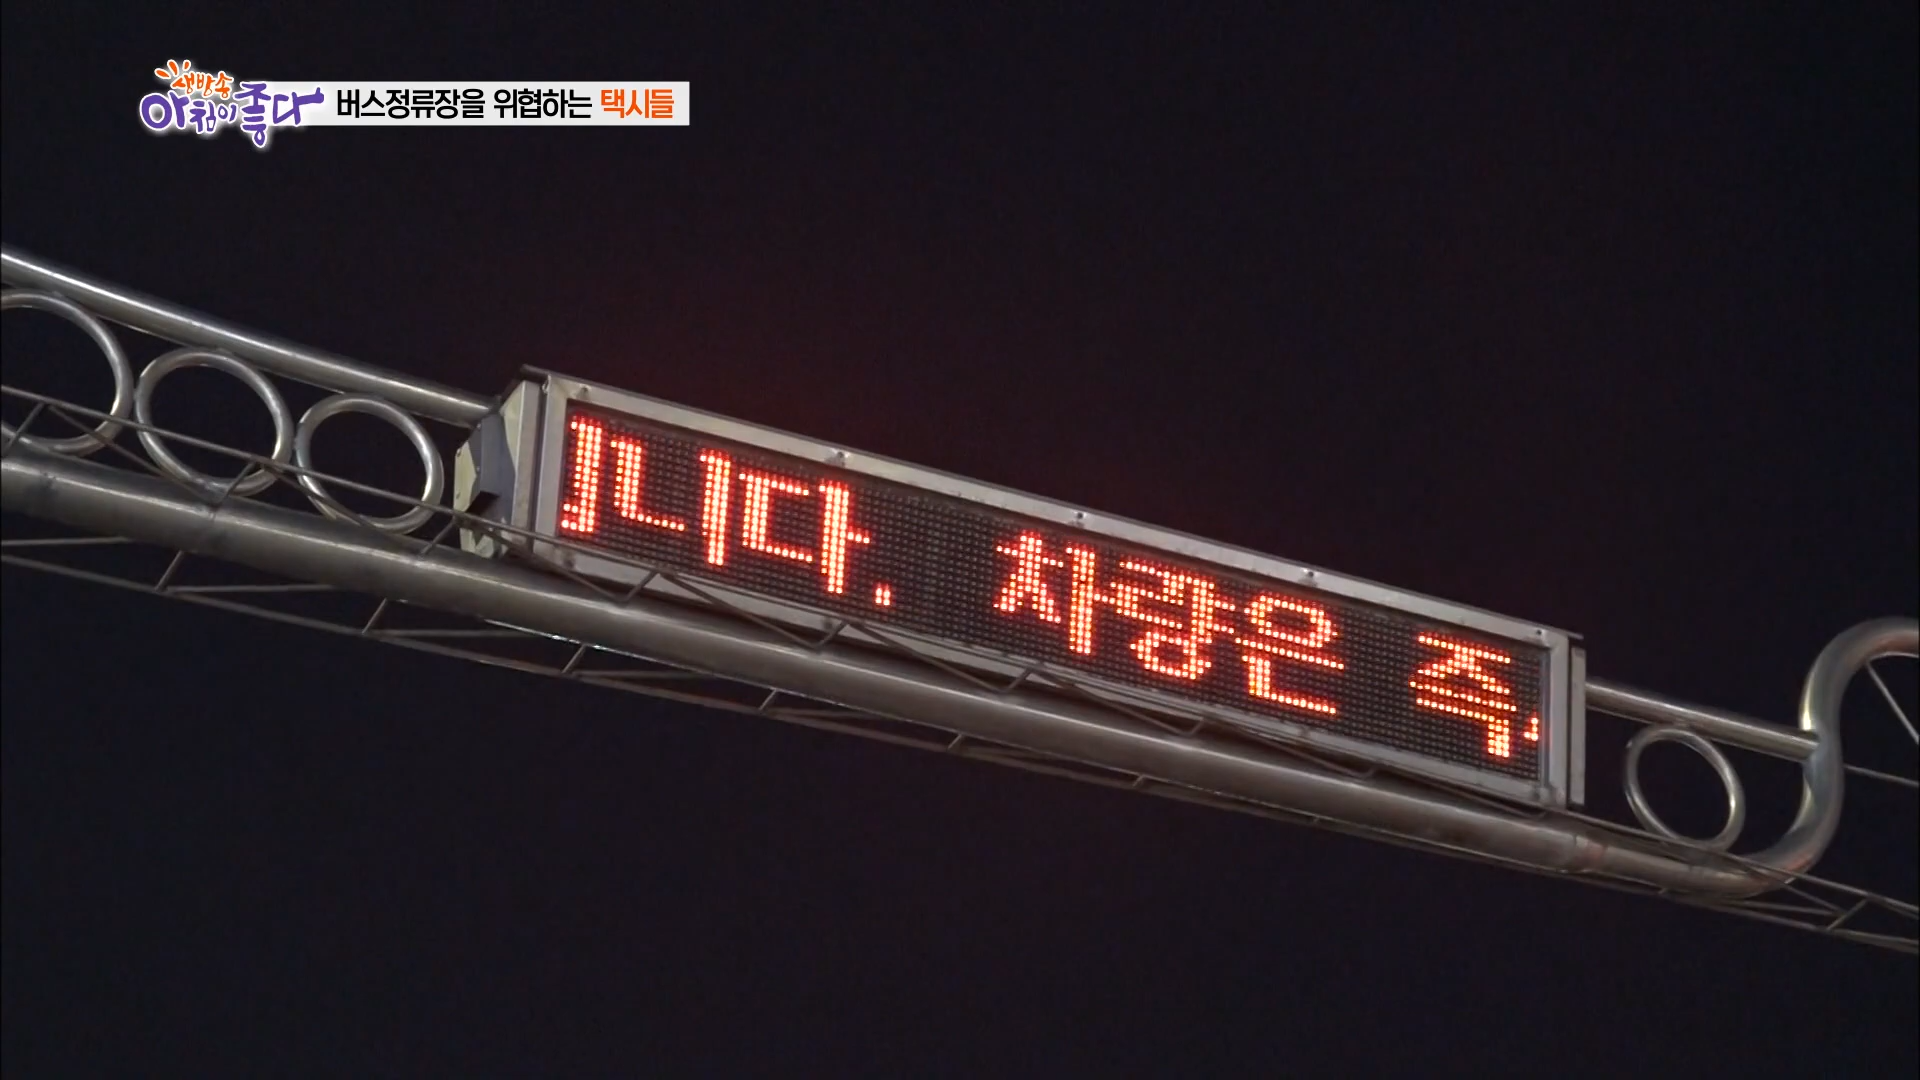 생방송
아침이 좋다
버스정류장을 위협하는 택시들
니다. 차량은 즉